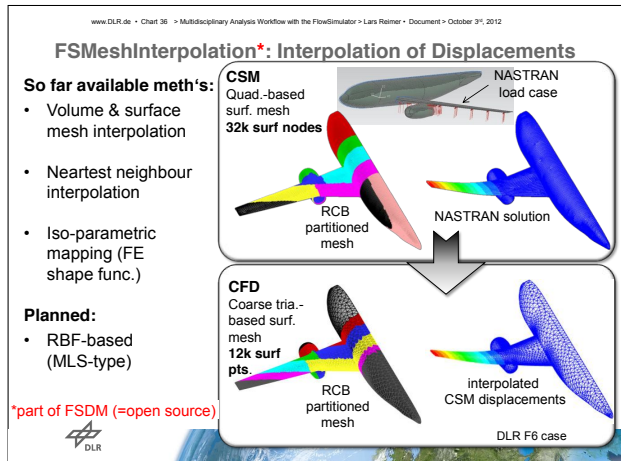 www.DLR.de • Chart 36 > Multidisciplinary Analysis Workflow with the FlowSimulator > Lars Reimer • Document > October 3rd, 2012
FSMeshInterpolation*: Interpolation of Displacements
So far available meth's:
• Volume & surface
mesh interpolation
• Neartest neighbour
interpolation
• Iso-parametric
mapping (FE
shape func.)
Planned:
• RBF-based
(MLS-type)
*part of FSDM (=open source)
DLR
CSM
Quad.-based
surf. mesh
32k surf nodes
NASTRAN
load case
RCB
partitioned
mesh
NASTRAN solution
CFD
Coarse tria.-
based surf.
mesh
12k surf
pts.
RCB
partitioned
mesh
interpolated
CSM displacements
DLR F6 case